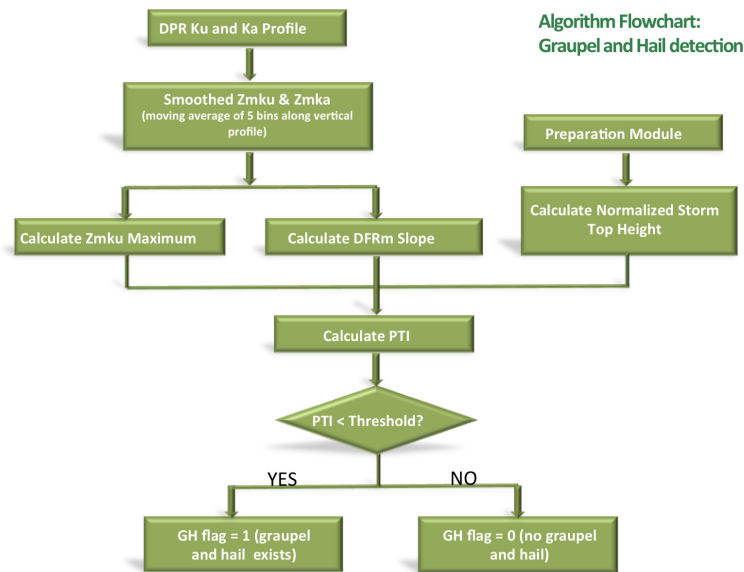 Algorithm Flowchart:
Graupel and Hail detection
DPR Ku and Ka Profile
Smoothed Zmku & Zmka
(moving average of 5 bins along vertical
profile)
Preparation Module
Calculate Zmku Maximum
Calculate DFRm Slope
Calculate Normalized Storm
Top Height
Calculate PTI
PTI < Threshold?
YES
NO
GH flag = 1 (graupel
and hail exists)
GH flag = 0 (no graupel
and hail)